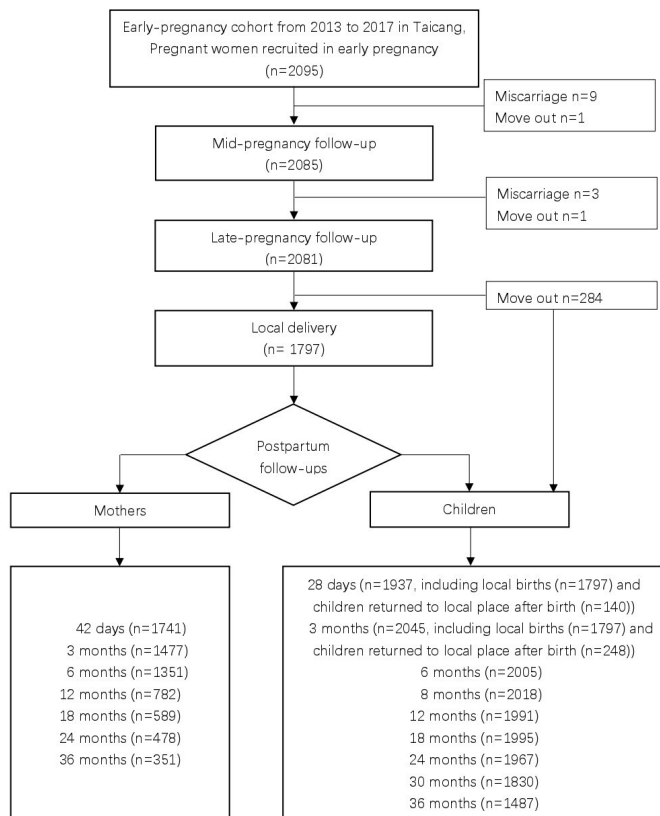 Early-pregnancy cohort from 2013 to 2017 in Taicang,
Pregnant women recruited in early pregnancy
(n=2095)
Miscarriage n=9
Move out n=1
Mid-pregnancy follow-up
(n=2085)
Miscarriage n=3
Move out n=1
Late-pregnancy follow-up
(n=2081)
Move out n=284
Local delivery
(n= 1797)
Postpartum
follow-ups
Mothers
Children
42 days (n=1741)
3 months (n=1477)
6 months (n=1351)
12 months (n=782)
18 months (n=589)
24 months (n=478)
36 months (n=351)
28 days (n=1937, including local births (n=1797) and
children returned to local place after birth (n=140))
3 months (n=2045, including local births (n=1797) and
children returned to local place after birth (n=248))
6 months (n=2005)
8 months (n=2018)
12 months (n=1991)
18 months (n=1995)
24 months (n=1967)
30 months (n=1830)
36 months (n=1487)